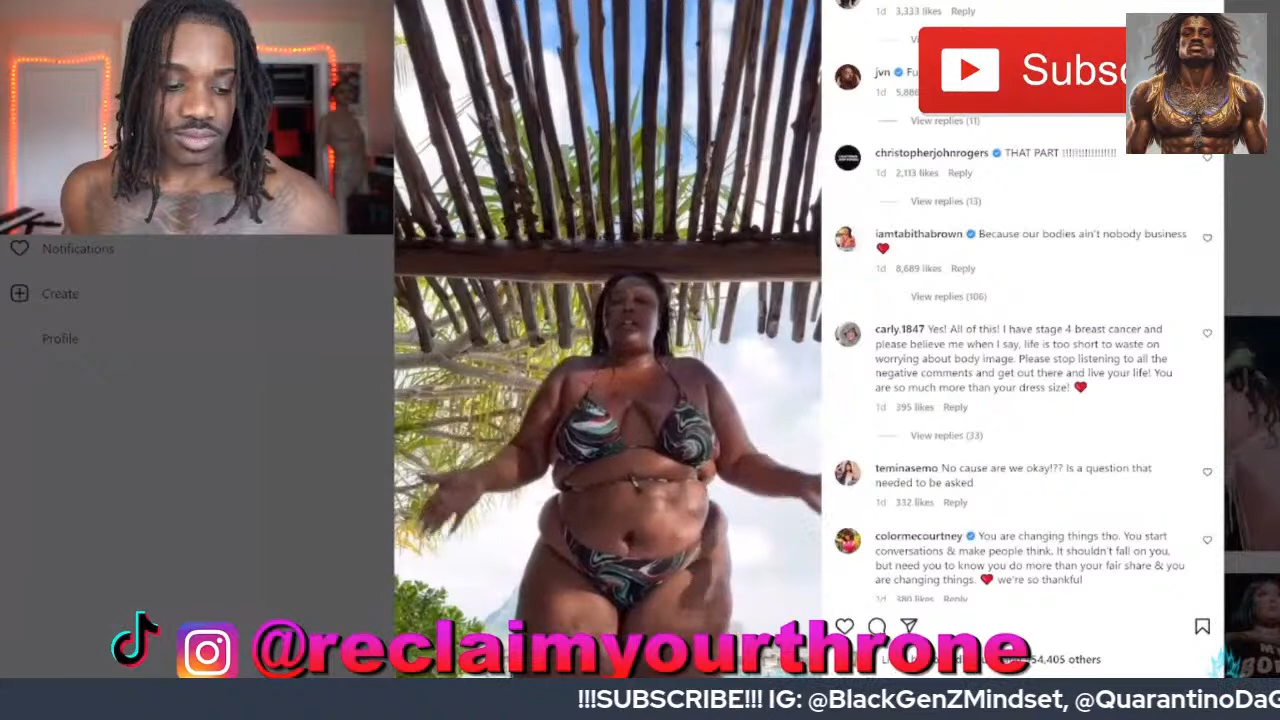 1d 3,333 likes Reply
jvn Fu
5,886
View replies (11)
Subsc
christopherjohnrogers THAT PART !!!!!!!!!!!!!!!!!!
2,113 likes Reply
View replies (13)
iamtabithabrown Because our bodies ain't nobody business
❤️
1d 8,689 likes Reply
View replies (106)
Notifications
Create
Profile
carly.1847 Yes! All of this! I have stage 4 breast cancer and
please believe me when I say, life is too short to waste on
worrying about body image. Please stop listening to all the
negative comments and get out there and live your life! You
are so much more than your dress size! ❤️
1d 395 likes Reply
View replies (33)
teminasemo No cause are we okay!?? Is a question that
needed to be asked
1d 332 likes Reply
colormecourtney You are changing things tho. You start
conversations & make people think. It shouldn't fall on you,
but need you to know you do more than your fair share & you
are changing things. ❤️ we're so thankful
1d 380 likes Reply
@reclaimyourthrone
54,405 others
!!!SUBSCRIBE!!! IG: @BlackGenZMindset, @QuarantinoDaG